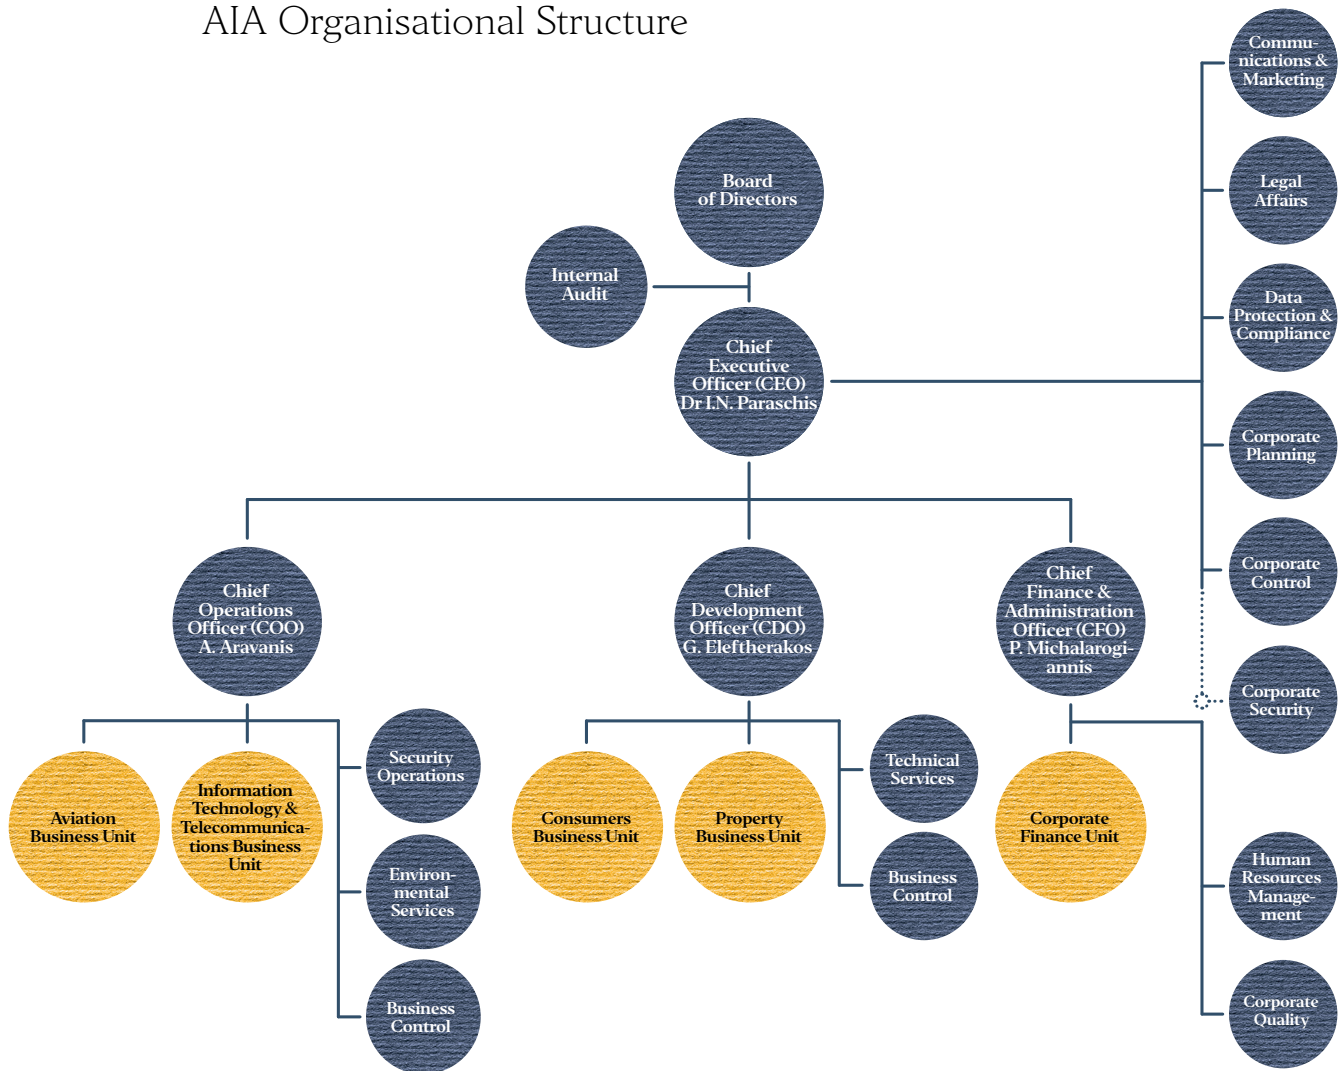 AIA Organisational Structure
Commu-
nications &
Marketing
Board
of Directors
Legal
Affairs
Internal
Audit
Data
Protection &
Compliance
Chief
Executive
Officer (CEO)
Dr I.N. Paraschis
Corporate
Planning
Corporate
Control
Corporate
Security
Chief
Operations
Officer (COO)
A. Aravanis
Chief
Development
Officer (CDO)
G. Eleftherakos
Chief
Finance &
Administration
Officer (CFO)
P. Michalarogi-
annis
Aviation
Business Unit
Information
Technology &
Telecommunica-
tions Business
Unit
Security
Operations
Environ-
mental
Services
Business
Control
Consumers
Business Unit
Property
Business Unit
Technical
Services
Business
Control
Corporate
Finance Unit
Human
Resources
Manage-
ment
Corporate
Quality